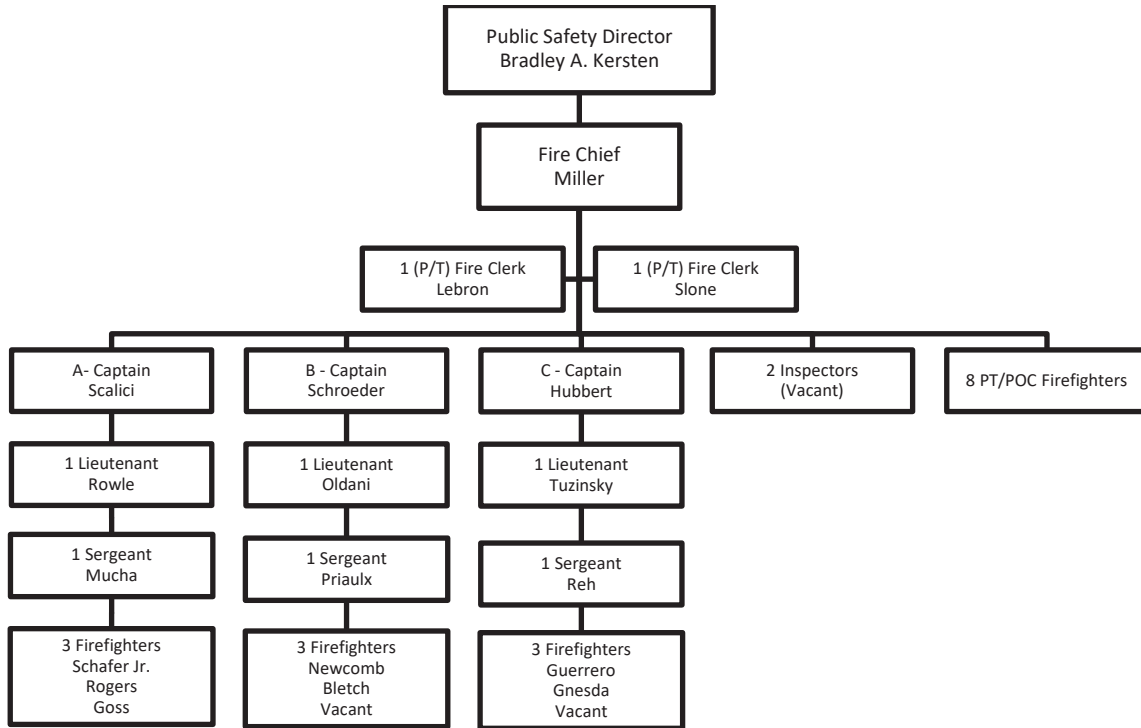 Public Safety Director
Bradley A. Kersten
Fire Chief
Miller
1 (P/T) Fire Clerk
Lebron
1 (P/T) Fire Clerk
Slone
A- Captain
Scalici
B - Captain
Schroeder
C - Captain
Hubbert
2 Inspectors
(Vacant)
8 PT/POC Firefighters
1 Lieutenant
Rowle
1 Lieutenant
Oldani
1 Lieutenant
Tuzinsky
1 Sergeant
Mucha
1 Sergeant
Priaulx
1 Sergeant
Reh
3 Firefighters
Schafer Jr.
Rogers
Goss
3 Firefighters
Newcomb
Bletch
Vacant
3 Firefighters
Guerrero
Gnesda
Vacant